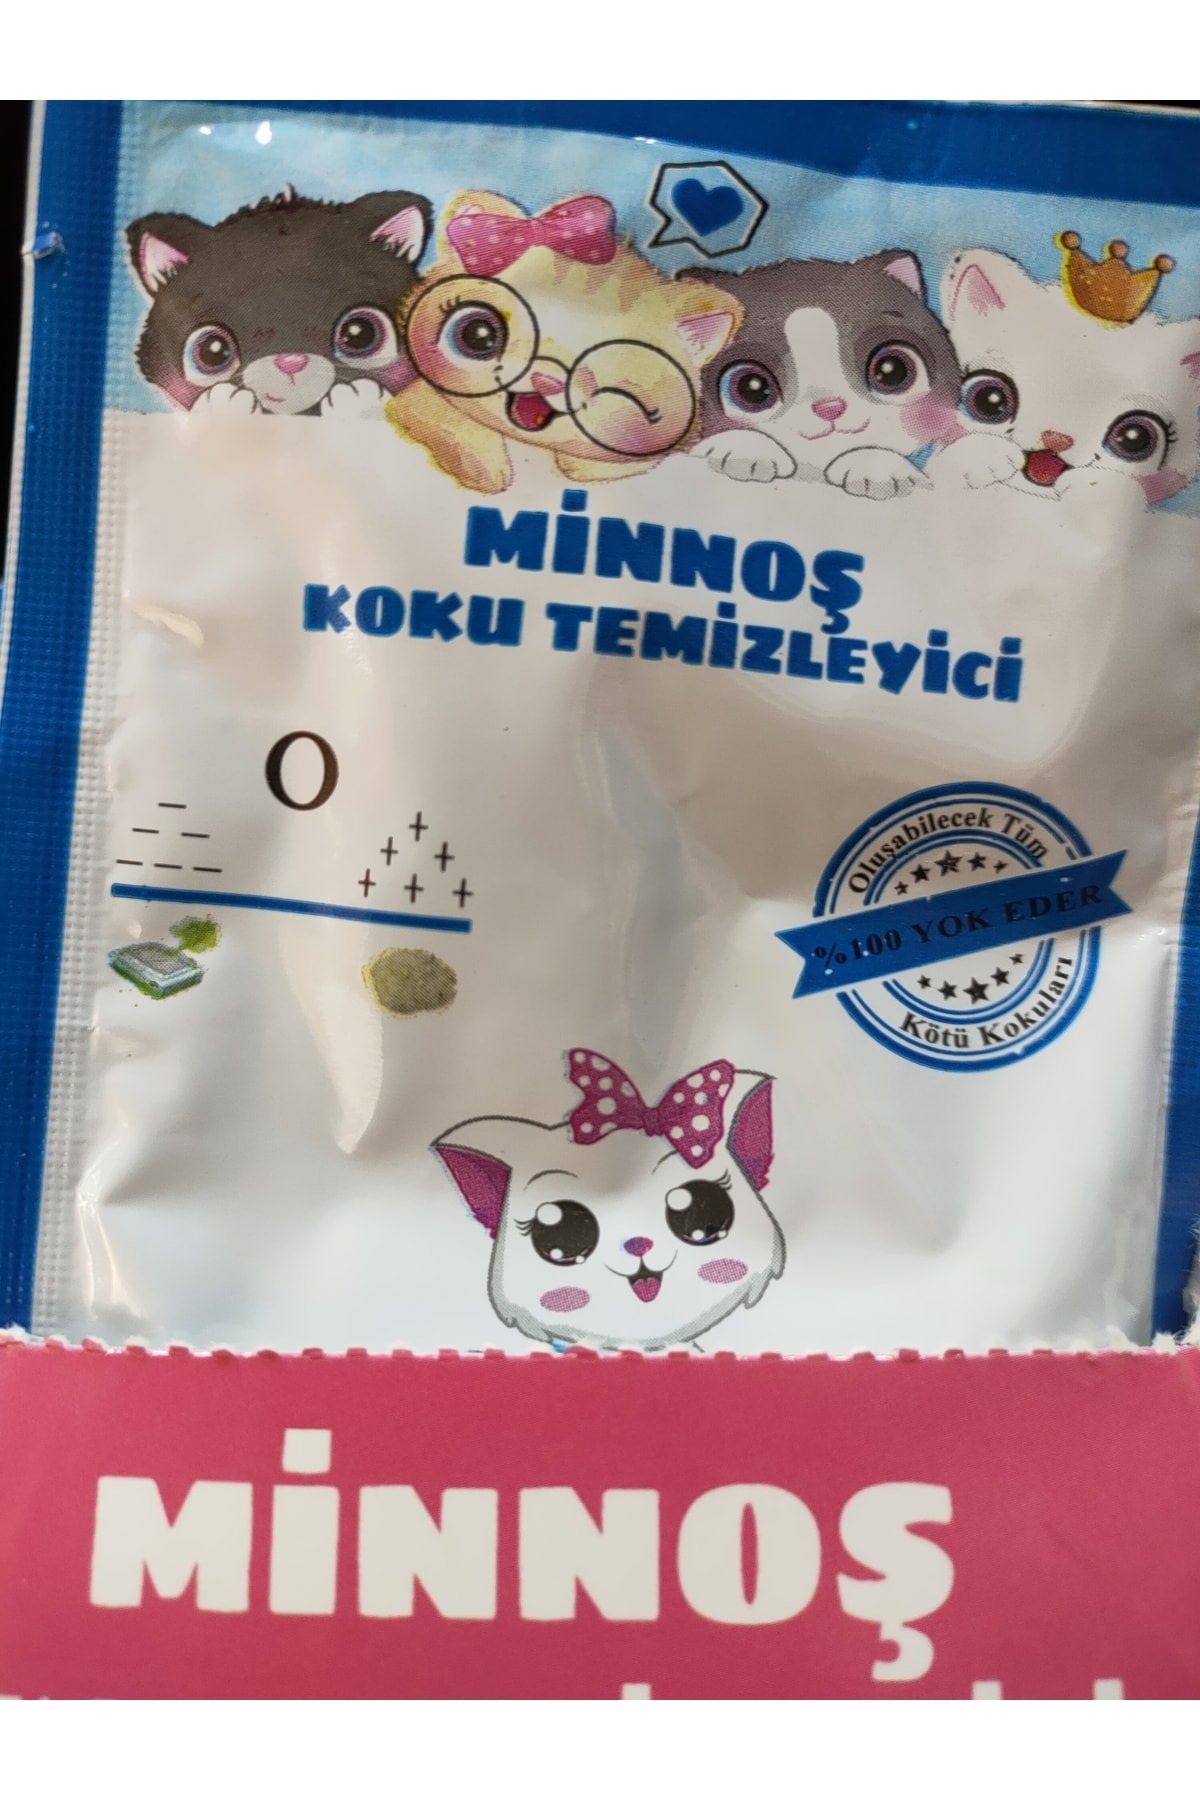 MİNNOŞ
KOKU TEMİZLEYİCİ
O
Oluşabilecek Tüm
%100 YOK EDER
Kötü Kokuları
MİNNOŞ